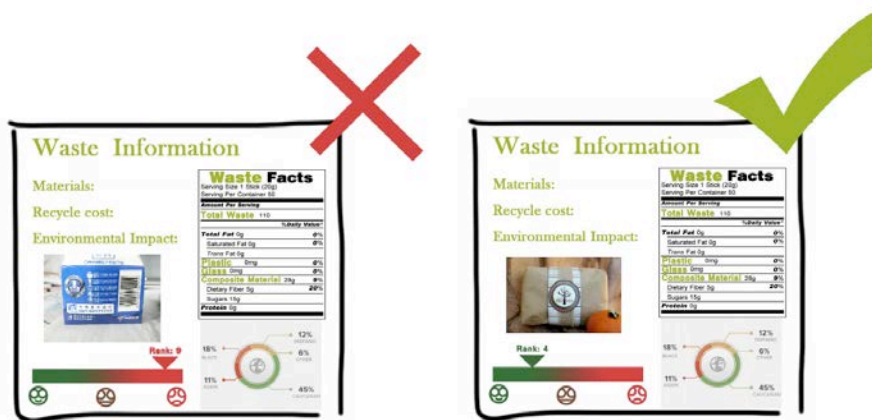 Waste Information
Materials:
Recycle cost:
Environmental Impact:
Waste Facts
Serving Size 1 Stick (20g)
Serving Per Container 50
Amount Per Serving
Total Waste 110
%Daily Value*
Total Fat 0g 0%
Saturated Fat 0g 0%
Trans Fat 0g
Plastic 0mg 0%
Glass 0mg 0%
Composite Material 28g 9%
Dietary Fiber 3g 20%
Sugars 15g
Protein 0g
Rank: 9
12%
18%
6%
OTHER
11%
45%
Waste Information
Materials:
Recycle cost:
Environmental Impact:
Waste Facts
Serving Size 1 Stick (20g)
Serving Per Container 50
Amount Per Serving
Total Waste 110
%Daily Value*
Total Fat 0g 0%
Saturated Fat 0g 0%
Trans Fat 0g
Plastic 0mg 0%
Glass 0mg 0%
Composite Material 28g 9%
Dietary Fiber 3g 20%
Sugars 15g
Protein 0g
Rank: 4
12%
18%
6%
OTHER
11%
45%